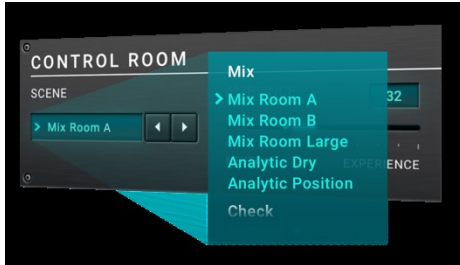 CONTROL ROOM
SCENE
> Mix Room A
Mix
> Mix Room A
Mix Room B
Mix Room Large
Analytic Dry
Analytic Position
Check
32
EXPERIENCE